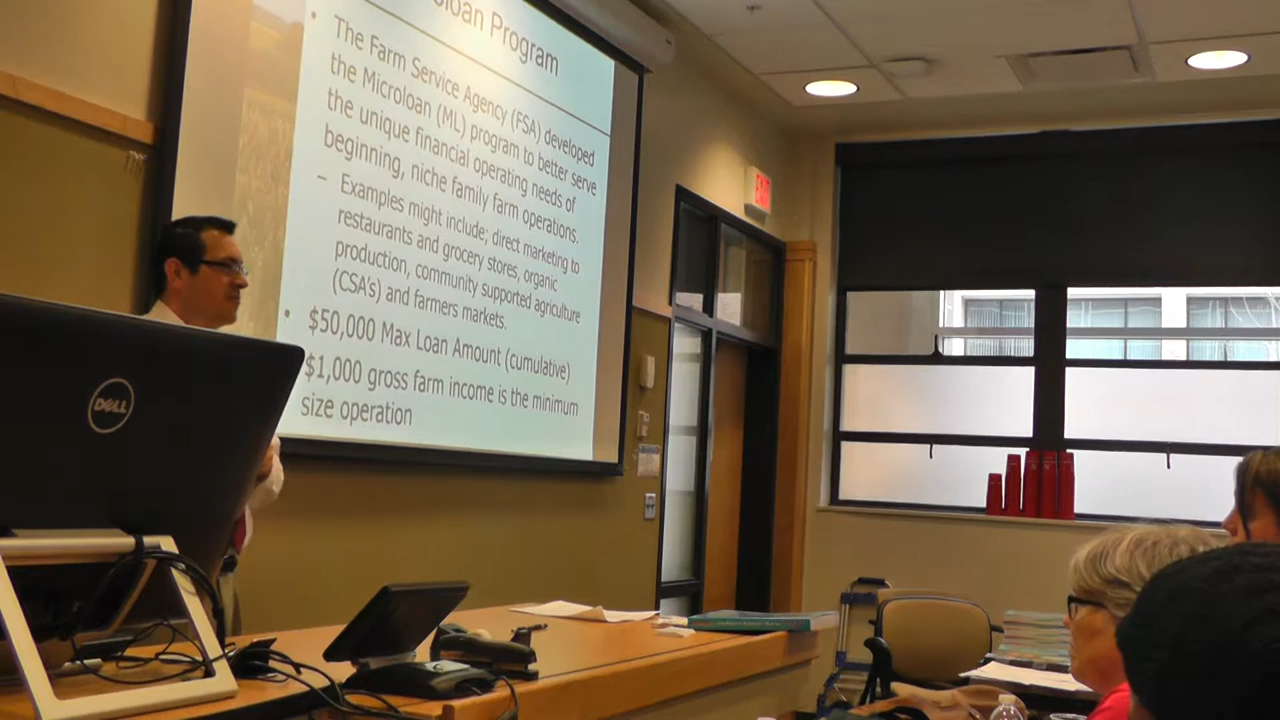 loan Program
• The Farm Service Agency (FSA) developed
the Microloan (ML) program to better serve
the unique financial operating needs of
beginning, niche family farm operations.
– Examples might include; direct marketing to
restaurants and grocery stores, organic
production, community supported agriculture
(CSA's) and farmers markets.
• $50,000 Max Loan Amount (cumulative)
$1,000 gross farm income is the minimum
size operation
EXIT
DELL